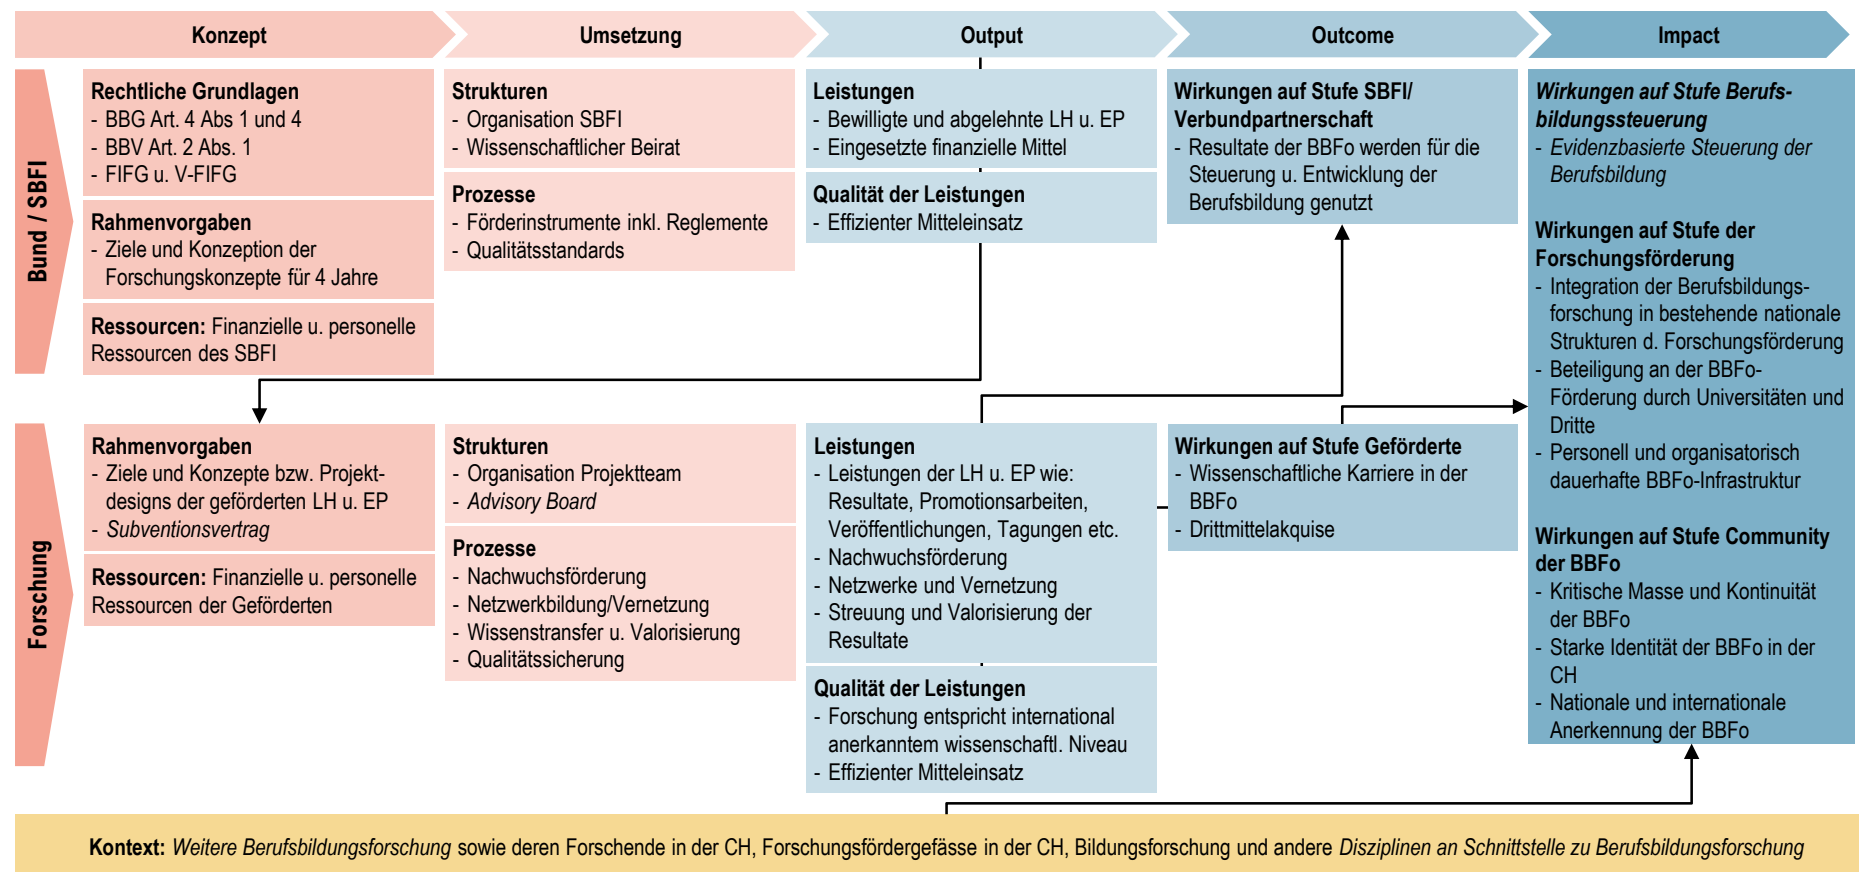 Konzept
Umsetzung
Output
Outcome
Impact
Bund / SBFI
Rechtliche Grundlagen
- BBG Art. 4 Abs 1 und 4
- BBV Art. 2 Abs. 1
- FIFG u. V-FIFG
Rahmenvorgaben
- Ziele und Konzeption der
Forschungskonzepte für 4 Jahre
Ressourcen: Finanzielle u. personelle
Ressourcen des SBFI
Strukturen
- Organisation SBFI
- Wissenschaftlicher Beirat
Prozesse
- Förderinstrumente inkl. Reglemente
- Qualitätsstandards
Leistungen
- Bewilligte und abgelehnte LH u. EP
- Eingesetzte finanzielle Mittel
Qualität der Leistungen
- Effizienter Mitteleinsatz
Wirkungen auf Stufe SBFI/
Verbundpartnerschaft
- Resultate der BBFo werden für die
Steuerung u. Entwicklung der
Berufsbildung genutzt
Wirkungen auf Stufe Berufs-
bildungssteuerung
- Evidenzbasierte Steuerung der
Berufsbildung
Wirkungen auf Stufe der
Forschungsförderung
- Integration der Berufsbildungs-
forschung in bestehende nationale
Strukturen d. Forschungsförderung
- Beteiligung an der BBFo-
Förderung durch Universitäten und
Dritte
- Personell und organisatorisch
dauerhafte BBFo-Infrastruktur
Wirkungen auf Stufe Community
der BBFo
- Kritische Masse und Kontinuität
der BBFo
- Starke Identität der BBFo in der
CH
- Nationale und internationale
Anerkennung der BBFo
Forschung
Rahmenvorgaben
- Ziele und Konzepte bzw. Projekt-
designs der geförderten LH u. EP
- Subventionsvertrag
Ressourcen: Finanzielle u. personelle
Ressourcen der Geförderten
Strukturen
- Organisation Projektteam
- Advisory Board
Prozesse
- Nachwuchsförderung
- Netzwerkbildung/Vernetzung
- Wissenstransfer u. Valorisierung
- Qualitätssicherung
Leistungen
- Leistungen der LH u. EP wie:
Resultate, Promotionsarbeiten,
Veröffentlichungen, Tagungen etc.
- Nachwuchsförderung
- Netzwerke und Vernetzung
- Streuung und Valorisierung der
Resultate
Qualität der Leistungen
- Forschung entspricht international
anerkanntem wissenschaftl. Niveau
- Effizienter Mitteleinsatz
Wirkungen auf Stufe Geförderte
- Wissenschaftliche Karriere in der
BBFo
- Drittmittelakquise
Kontext: Weitere Berufsbildungsforschung sowie deren Forschende in der CH, Forschungsfördergefässe in der CH, Bildungsforschung und andere Disziplinen an Schnittstelle zu Berufsbildungsforschung